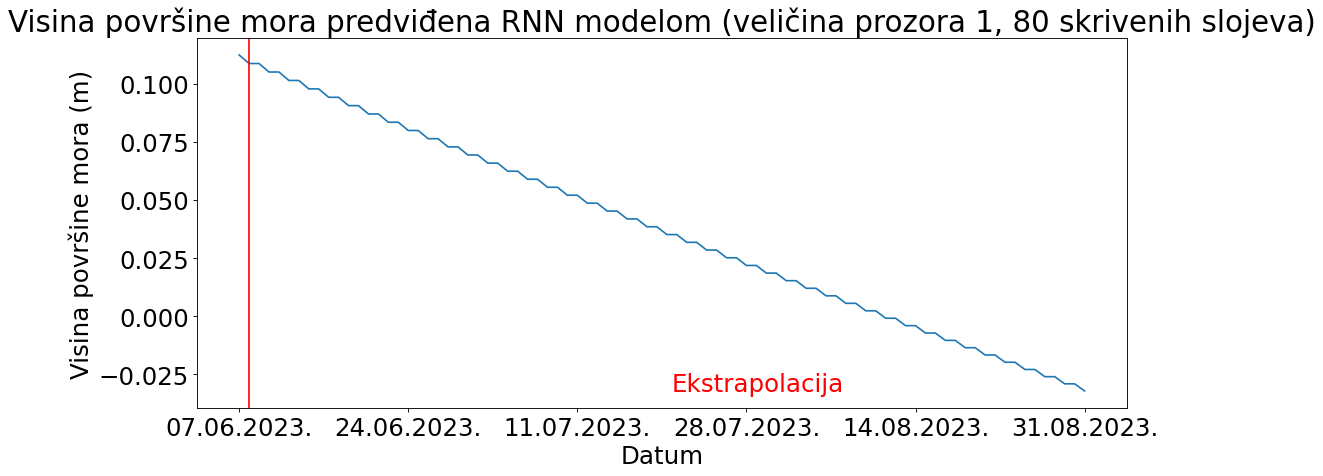 Visina površine mora predviđena RNN modelom (veličina prozora 1, 80 skrivenih slojeva)
Visina površine mora (m)
0.100
0.075
0.050
0.025
0.000
−0.025
Ekstrapolacija
07.06.2023. 24.06.2023. 11.07.2023. 28.07.2023. 14.08.2023. 31.08.2023.
Datum